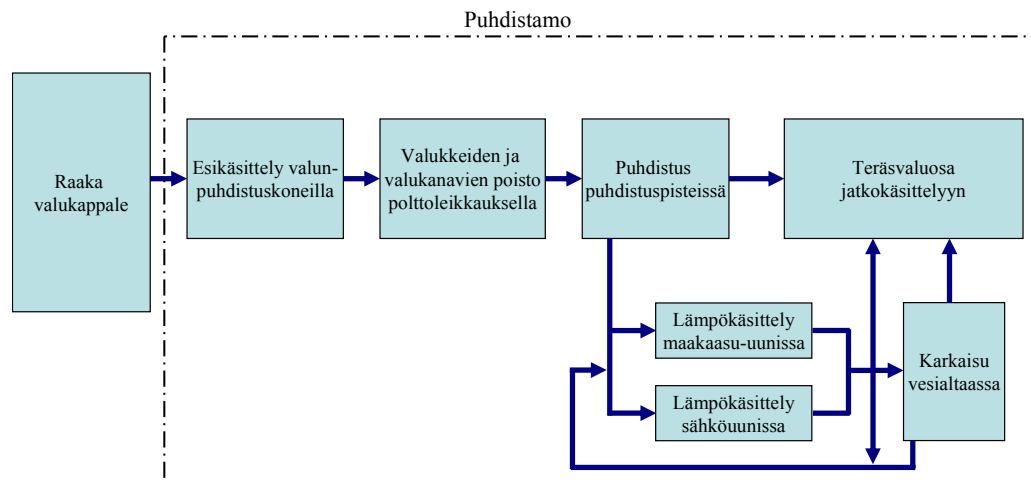 Puhdistamo
Raaka
valukappale
Esikäsittely valun-
puhdistuskoneilla
Valukkeiden ja
valukanavien poisto
polttoleikkauksella
Puhdistus
puhdistuspisteissä
Teräsvaluosa
jatkokäsittelyyn
Lämpökäsittely
maakaasu-uunissa
Lämpökäsittely
sähköuunissa
Karkaisu
vesialtaassa